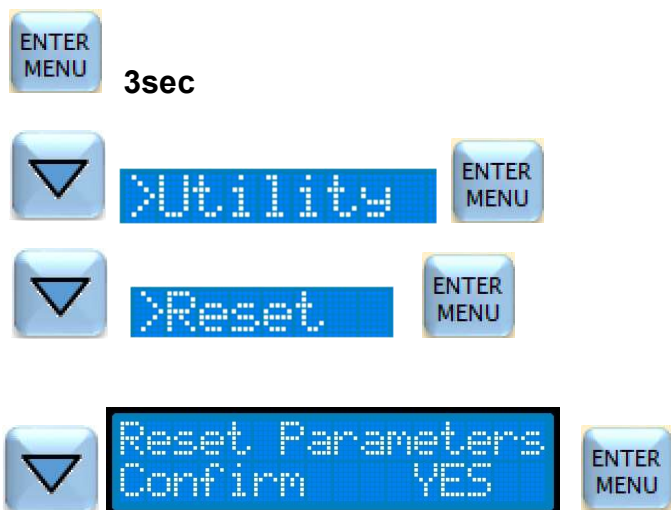 ENTER
MENU
3sec
>Utility
ENTER
MENU
>Reset
ENTER
MENU
Reset Parameters
Confirm YES
ENTER
MENU